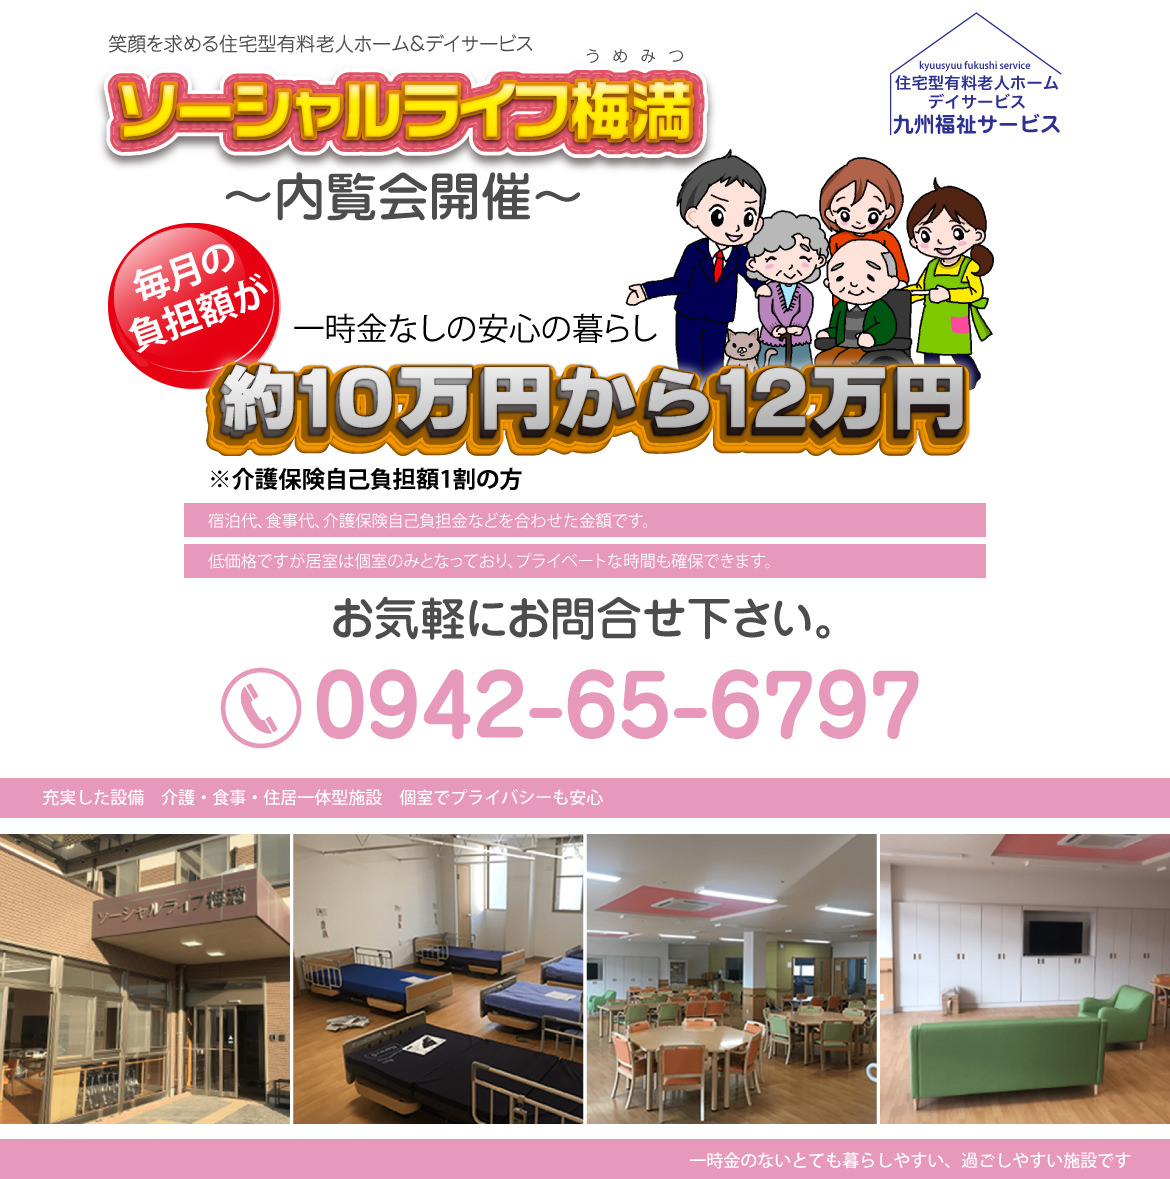 笑顔を求める住宅型有料老人ホーム&デイサービス
うめみつ
ソーシャルライフ梅満
～内覧会開催～
kyuusyuu fukushi service
住宅型有料老人ホーム
デイサービス
九州福祉サービス
毎月の
負担額が
一時金なしの安心の暮らし
約10万円から12万円
※介護保険自己負担額1割の方
宿泊代、食事代、介護保険自己負担金などを合わせた金額です。
低価格ですが居室は個室のみとなっており、プライベートな時間も確保できます。
お気軽にお問合せ下さい。
0942-65-6797
充実した設備　介護・食事・住居一体型施設　個室でプライバシーも安心
ソーシャルライフ梅満
一時金のないとても暮らしやすい、過ごしやすい施設です